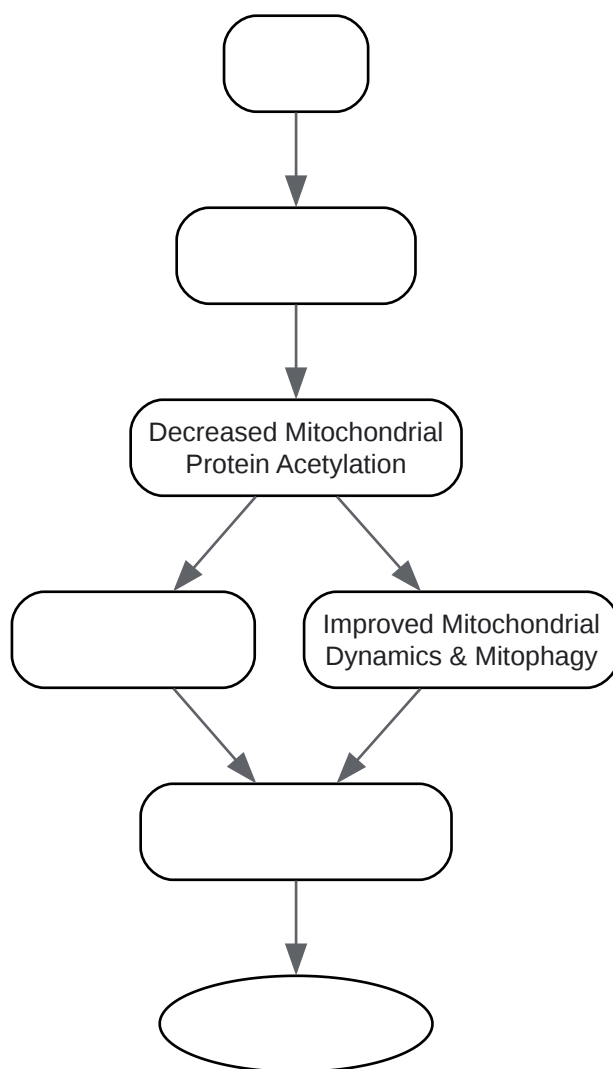 Decreased Mitochondrial
Protein Acetylation
Improved Mitochondrial
Dynamics & Mitophagy